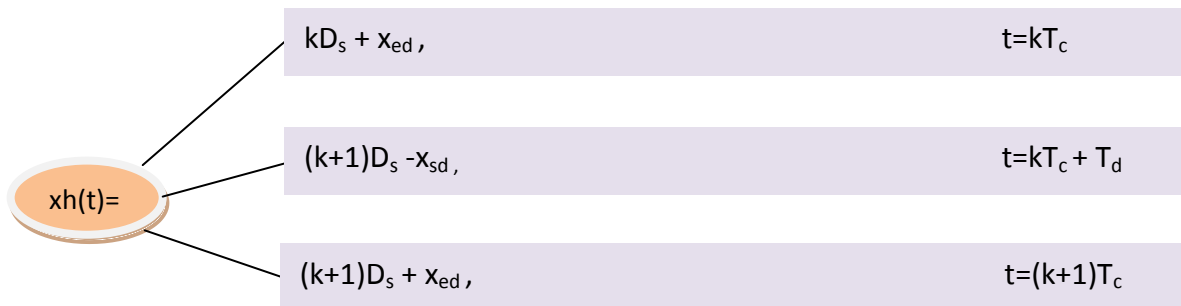 kDs + xed , t=kTc
(k+1)Ds -xsd , t=kTc + Td
xh(t)=
(k+1)Ds + xed , t=(k+1)Tc